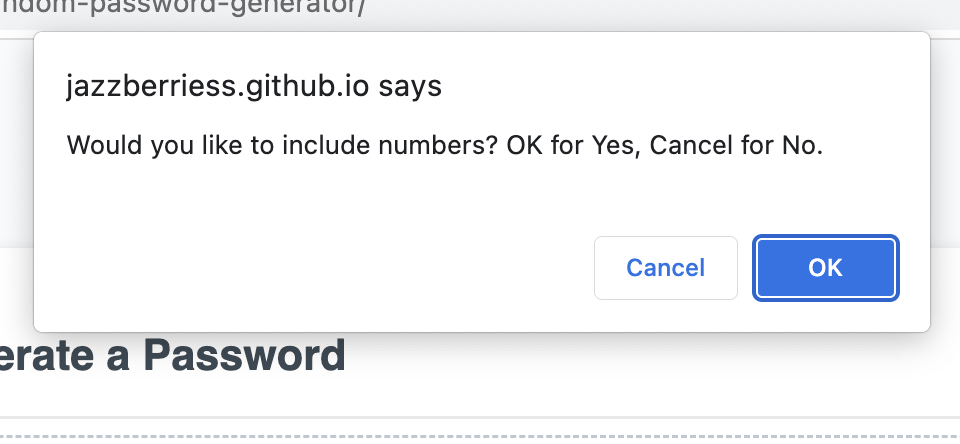 ndom-password-generator/
jazzberriess.github.io says
Would you like to include numbers? OK for Yes, Cancel for No.
Cancel
OK
erate a Password